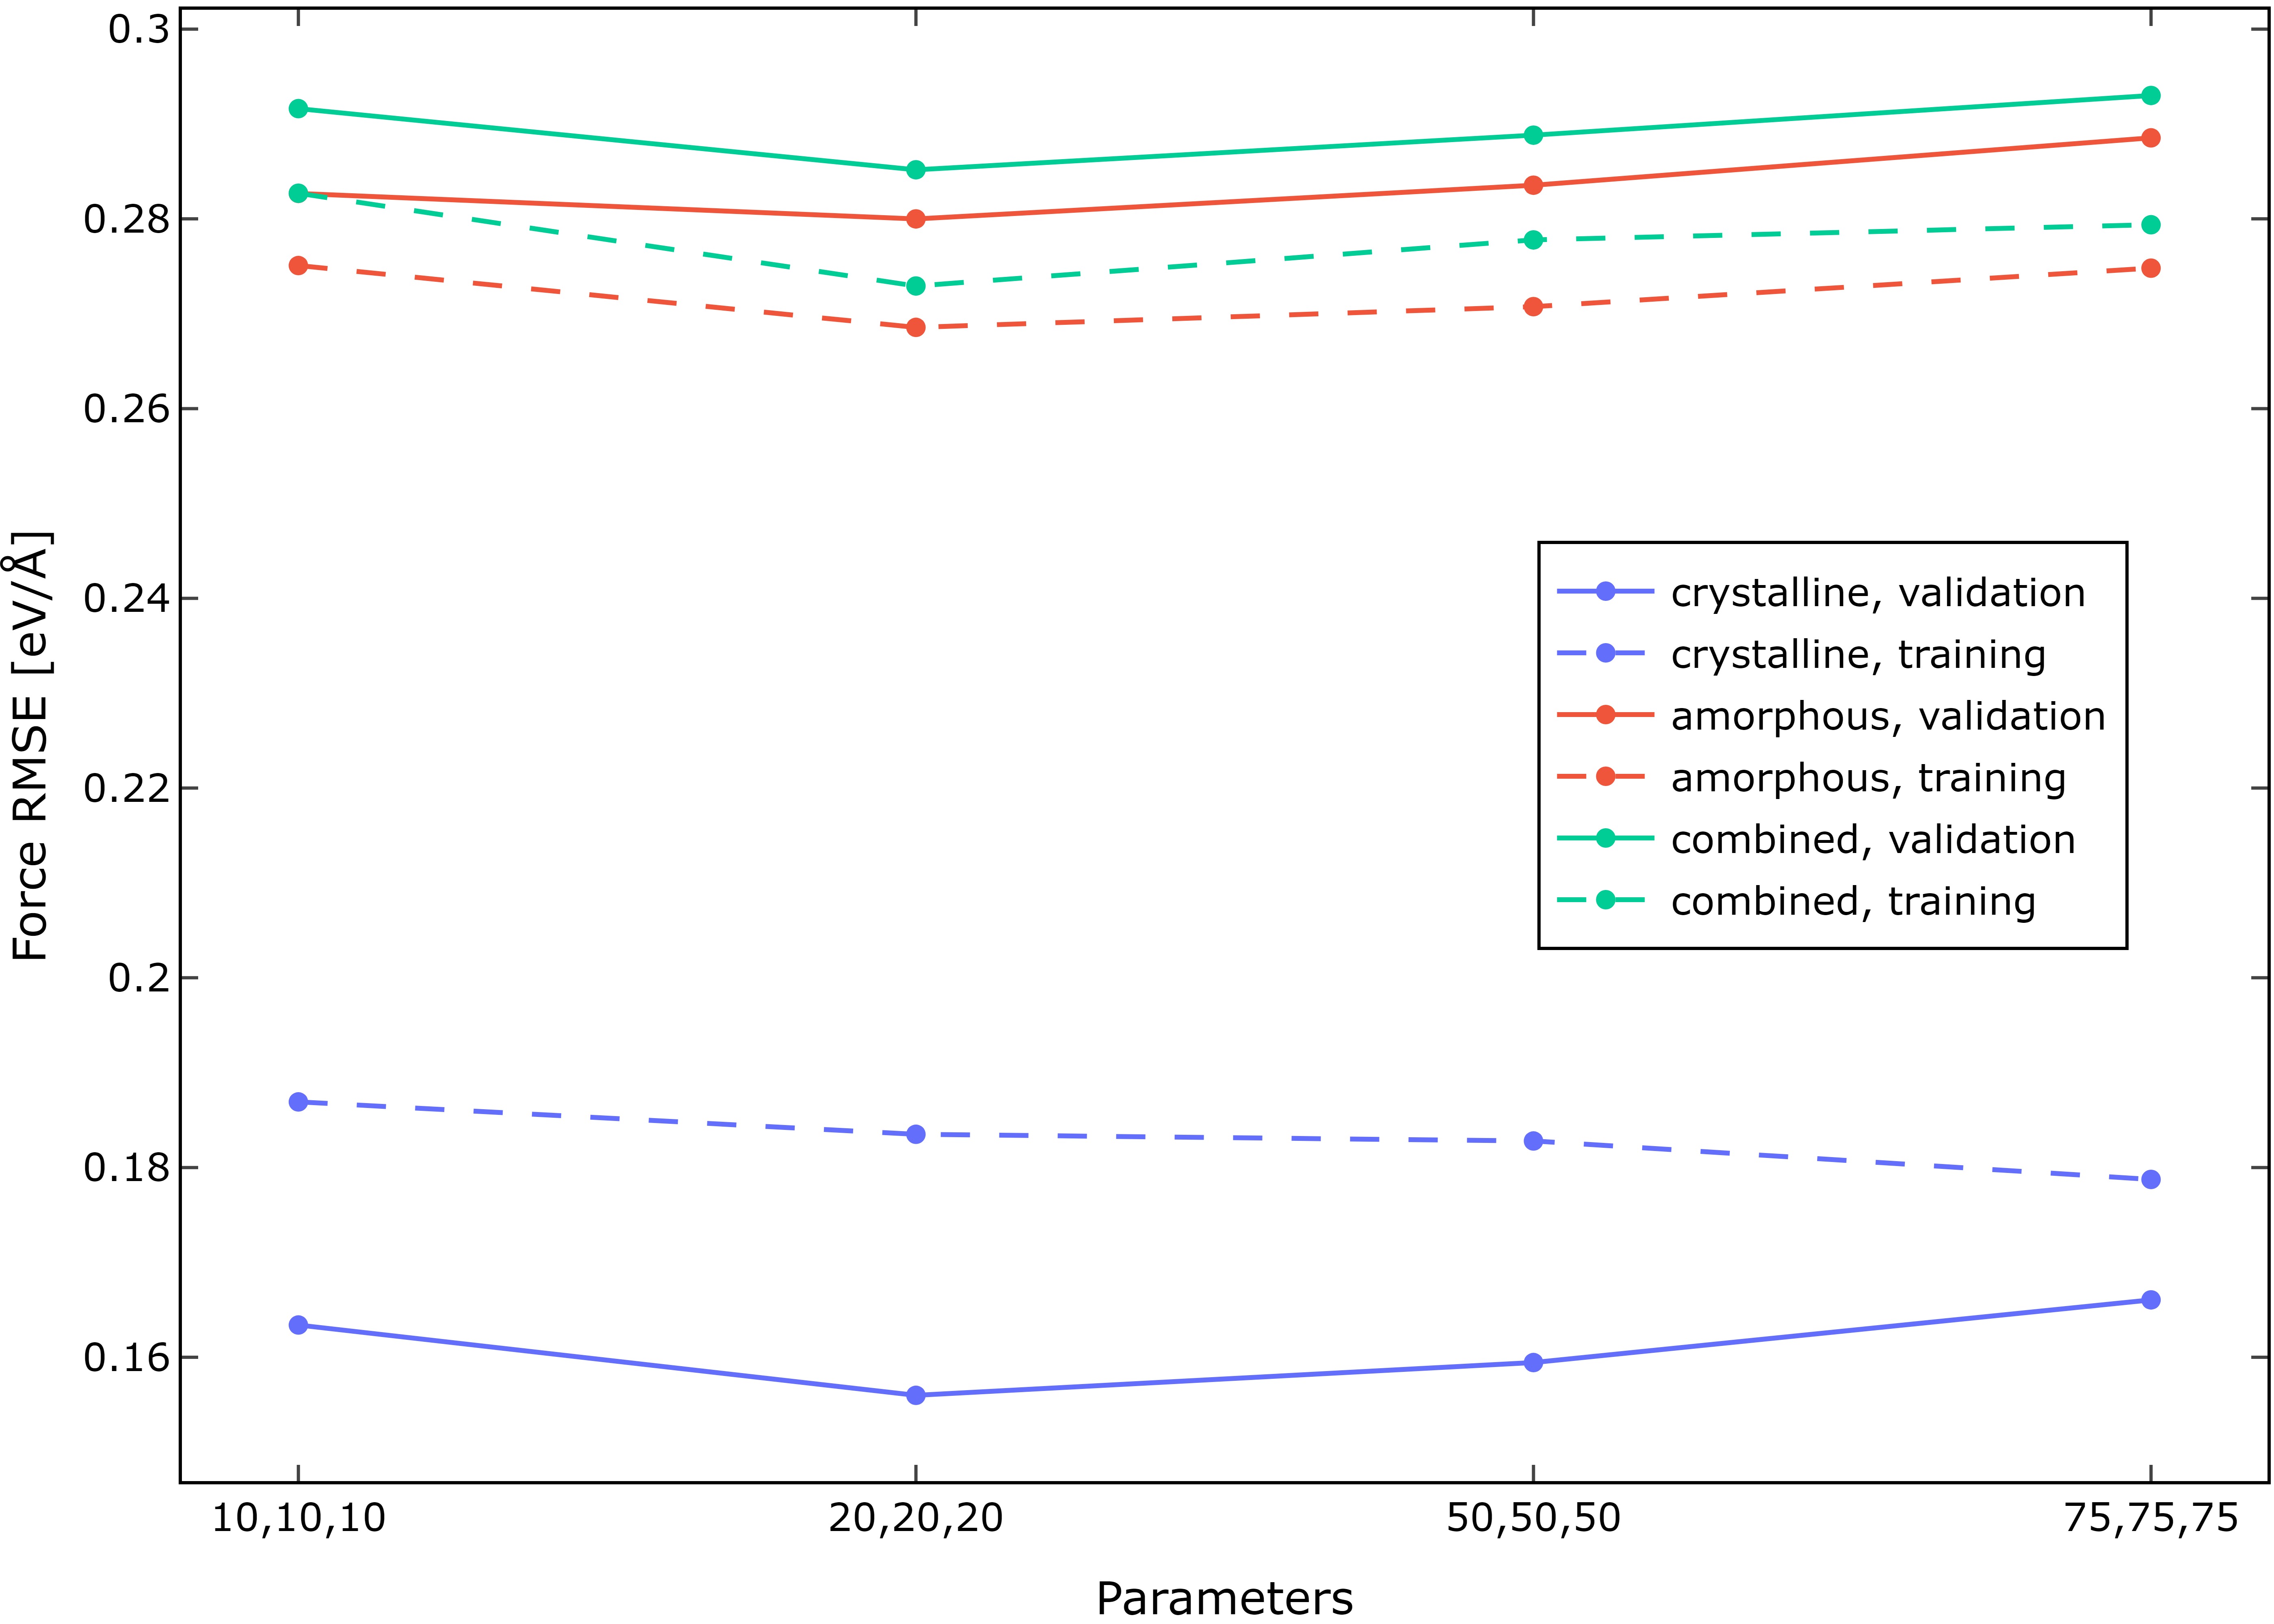 0.3
0.28
0.26
0.24
0.22
0.2
0.18
0.16
Force RMSE [eV/Å]
crystalline, validation
crystalline, training
amorphous, validation
amorphous, training
combined, validation
combined, training
10,10,10
20,20,20
50,50,50
75,75,75
Parameters